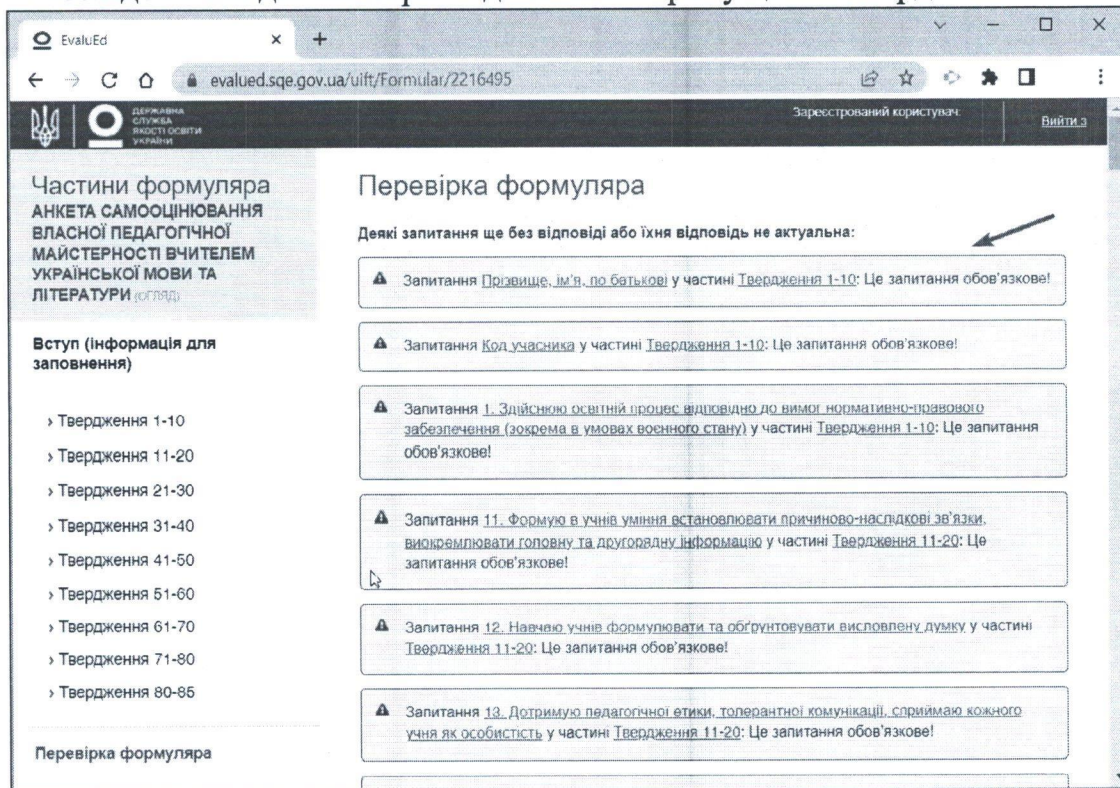 EvaluEd
evalued.sqe.gov.ua/uift/Formular/2216495
ДЕРЖАВНА
СЛУЖБА
ЯКОСТІ ОСВІТИ
УКРАЇНИ
Зареєстрований користувач:
Вийти з
Частини формуляра
АНКЕТА САМООЦІНЮВАННЯ
ВЛАСНОЇ ПЕДАГОГІЧНОЇ
МАЙСТЕРНОСТІ ВЧИТЕЛЕМ
УКРАЇНСЬКОЇ МОВИ ТА
ЛІТЕРАТУРИ (ОГЛЯД)
Вступ (інформація для
заповнення)
› Твердження 1-10
› Твердження 11-20
› Твердження 21-30
› Твердження 31-40
› Твердження 41-50
› Твердження 51-60
› Твердження 61-70
› Твердження 71-80
› Твердження 80-85
Перевірка формуляра
Перевірка формуляра
Деякі запитання ще без відповіді або їхня відповідь не актуальна:
Запитання Прізвище, ім'я, по батькові у частині Твердження 1-10: Це запитання обов'язкове!
Запитання Код учасника у частині Твердження 1-10: Це запитання обов'язкове!
Запитання 1. Здійснюю освітній процес відповідно до вимог нормативно-правового
забезпечення (зокрема в умовах воєнного стану) у частині Твердження 1-10: Це запитання
обов'язкове!
Запитання 11. Формую в учнів уміння встановлювати причиново-наслідкові зв'язки,
виокремлювати головну та другорядну інформацію у частині Твердження 11-20: Це
запитання обов'язкове!
Запитання 12. Навчаю учнів формулювати та обґрунтовувати висловлену думку у частині
Твердження 11-20: Це запитання обов'язкове!
Запитання 13. Дотримую педагогічної етики, толерантної комунікації, сприймаю кожного
учня як особистість у частині Твердження 11-20: Це запитання обов'язкове!